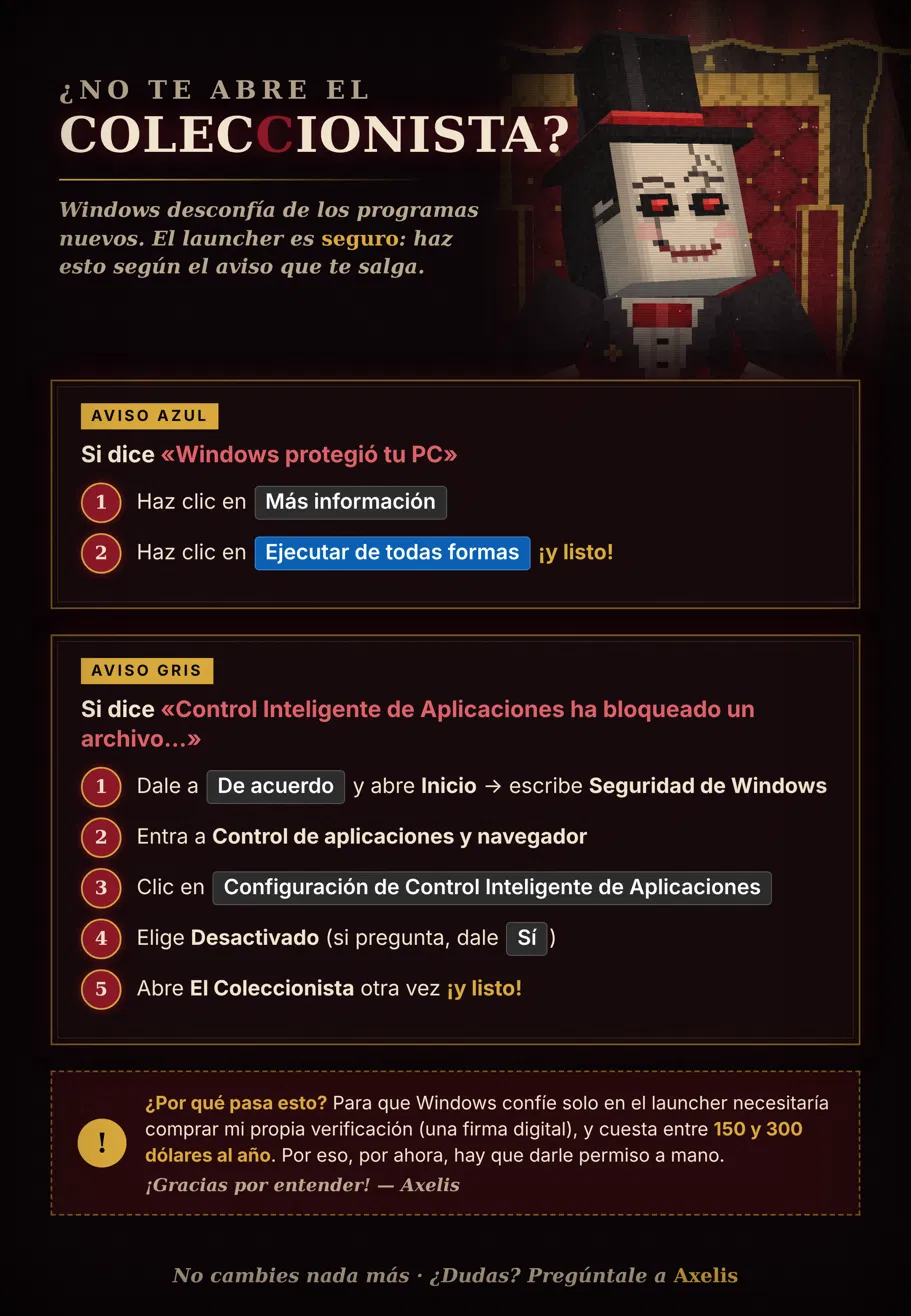 ¿NO TE ABRE EL
COLECCIONISTA?
Windows desconfía de los programas
nuevos. El launcher es seguro: haz
esto según el aviso que te salga.
AVISO AZUL
Si dice «Windows protegió tu PC»
1 Haz clic en Más información
2 Haz clic en Ejecutar de todas formas ¡y listo!
AVISO GRIS
Si dice «Control Inteligente de Aplicaciones ha bloqueado un
archivo...»
1 Dale a De acuerdo y abre Inicio → escribe Seguridad de Windows
2 Entra a Control de aplicaciones y navegador
3 Clic en Configuración de Control Inteligente de Aplicaciones
4 Elige Desactivado (si pregunta, dale Sí)
5 Abre El Coleccionista otra vez ¡y listo!
! ¿Por qué pasa esto? Para que Windows confíe solo en el launcher necesitaría
comprar mi propia verificación (una firma digital), y cuesta entre 150 y 300
dólares al año. Por eso, por ahora, hay que darle permiso a mano.
¡Gracias por entender! — Axelis
No cambies nada más · ¿Dudas? Pregúntale a Axelis